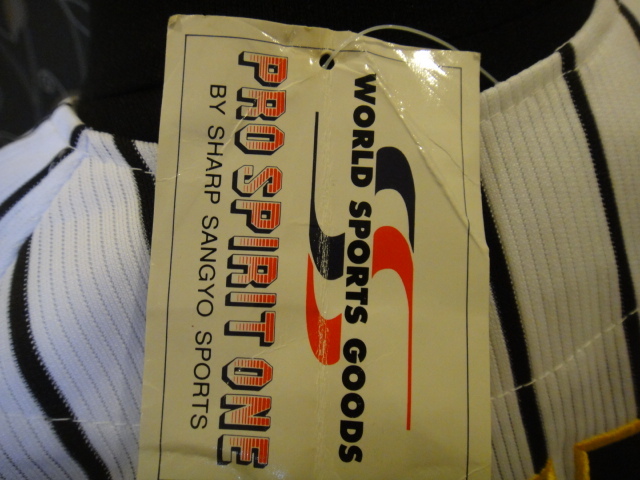 WORLD SPORTS GOODS
PRO SPIRIT ONE
BY SHARP SANGYO SPORTS